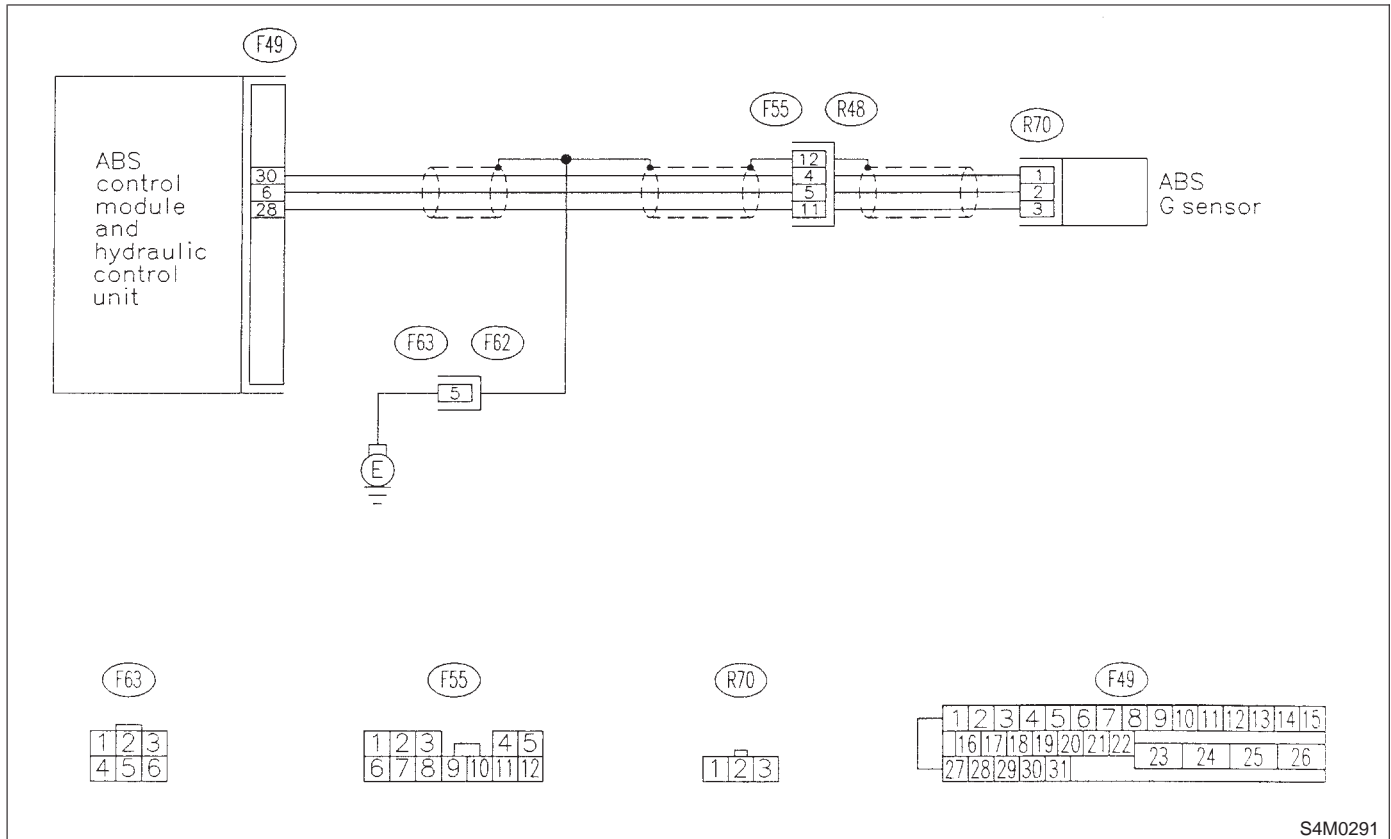 F49
F55 R48
R70
ABS
control
module
and
hydraulic
control
unit
30
6
28
12
4
5
11
1
2
3
ABS
G sensor
F63 F62
5
E
F63
1 2 3
4 5 6
F55
1 2 3 4 5
6 7 8 9 10 11 12
R70
1 2 3
F49
1 2 3 4 5 6 7 8 9 10 11 12 13 14 15
16 17 18 19 20 21 22 23 24 25 26
27 28 29 30 31
S4M0291